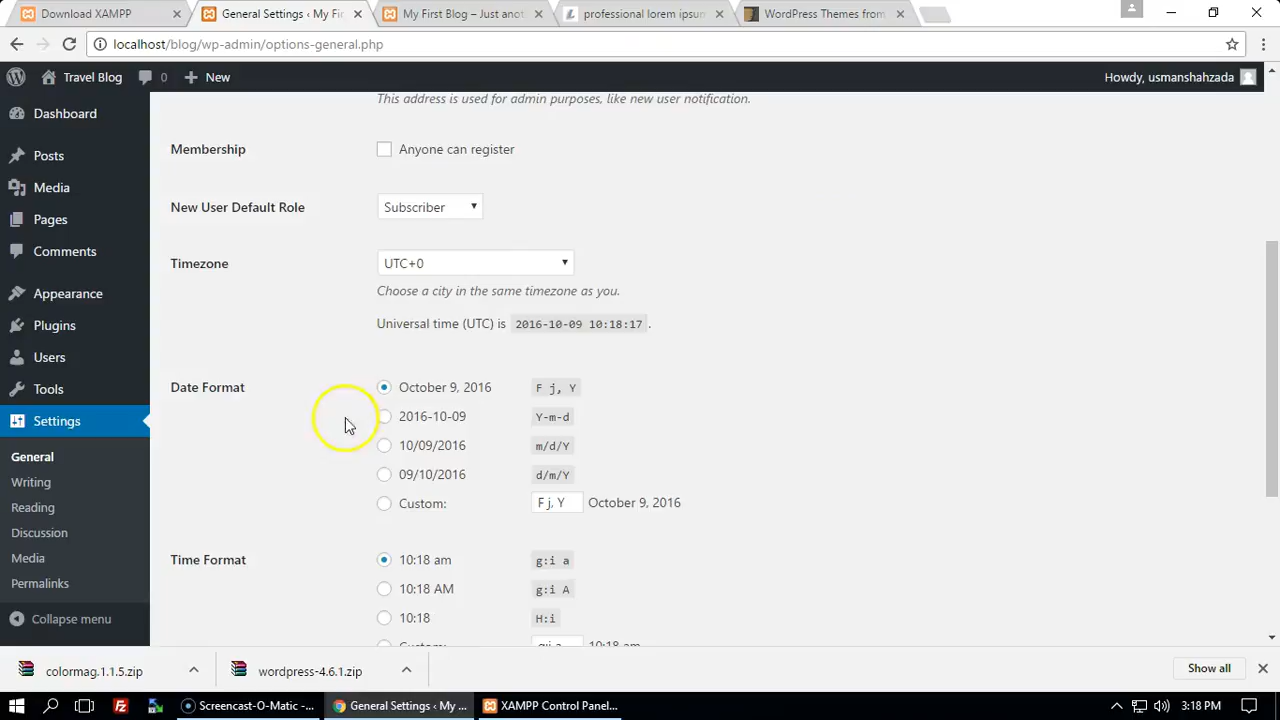 Download XAMPP
General Settings ‹ My Fir
My First Blog – Just anot
professional lorem ipsum
WordPress Themes from
localhost/blog/wp-admin/options-general.php
Travel Blog
0
New
Howdy, usmanshahzada
Dashboard
Posts
Media
Pages
Comments
Appearance
Plugins
Users
Tools
Settings
General
Writing
Reading
Discussion
Media
Permalinks
Collapse menu
This address is used for admin purposes, like new user notification.
Membership
Anyone can register
New User Default Role
Subscriber
Timezone
UTC+0
Choose a city in the same timezone as you.
Universal time (UTC) is 2016-10-09 10:18:17 .
Date Format
October 9, 2016 F j, Y
2016-10-09 Y-m-d
10/09/2016 m/d/Y
09/10/2016 d/m/Y
Custom: F j, Y October 9, 2016
Time Format
10:18 am g:i a
10:18 AM g:i A
10:18 H:i
Custom: g:i a 10:18 am
colormag.1.1.5.zip
wordpress-4.6.1.zip
Show all
Screencast-O-Matic -...
General Settings ‹ My ...
XAMPP Control Panel...
3:18 PM